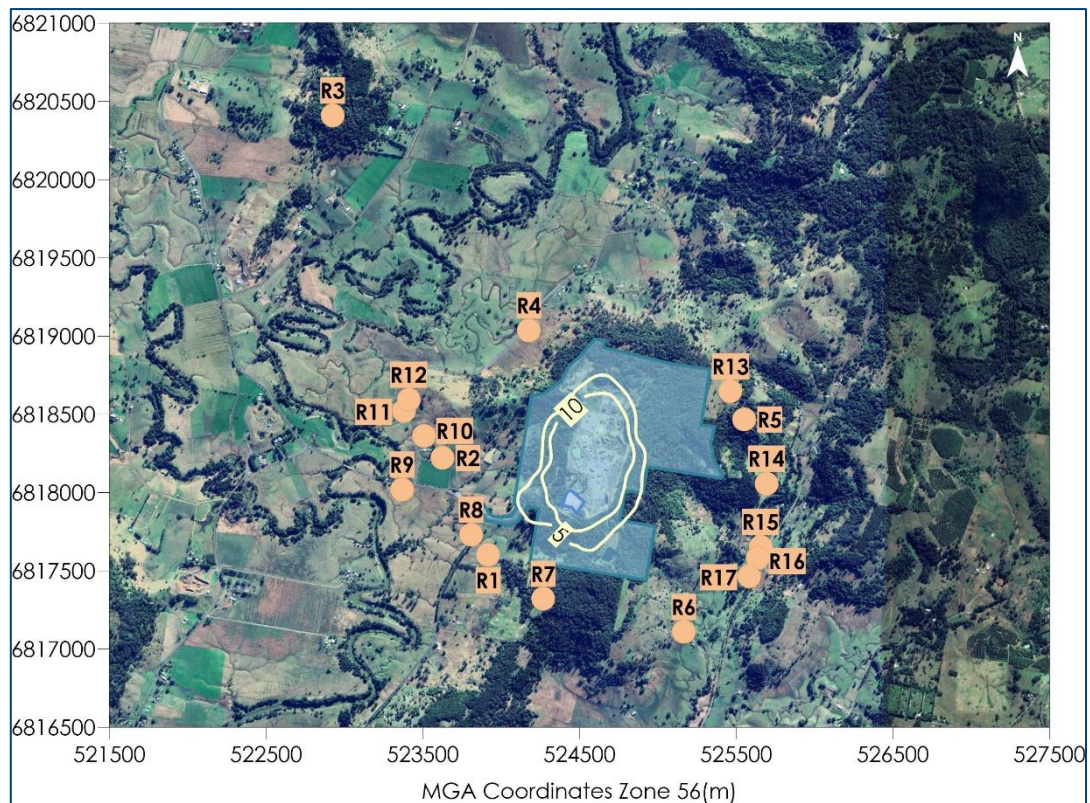 6821000
N
R3
6820500
6820000
6819500
R4
6819000
R13
R12
R11
R10
R5
6818500
10
R2
R9
R14
6818000
R8
R15
5
R1
R7
R17
R16
6817500
R6
6817000
6816500
521500
522500
523500
524500
525500
526500
527500
MGA Coordinates Zone 56(m)